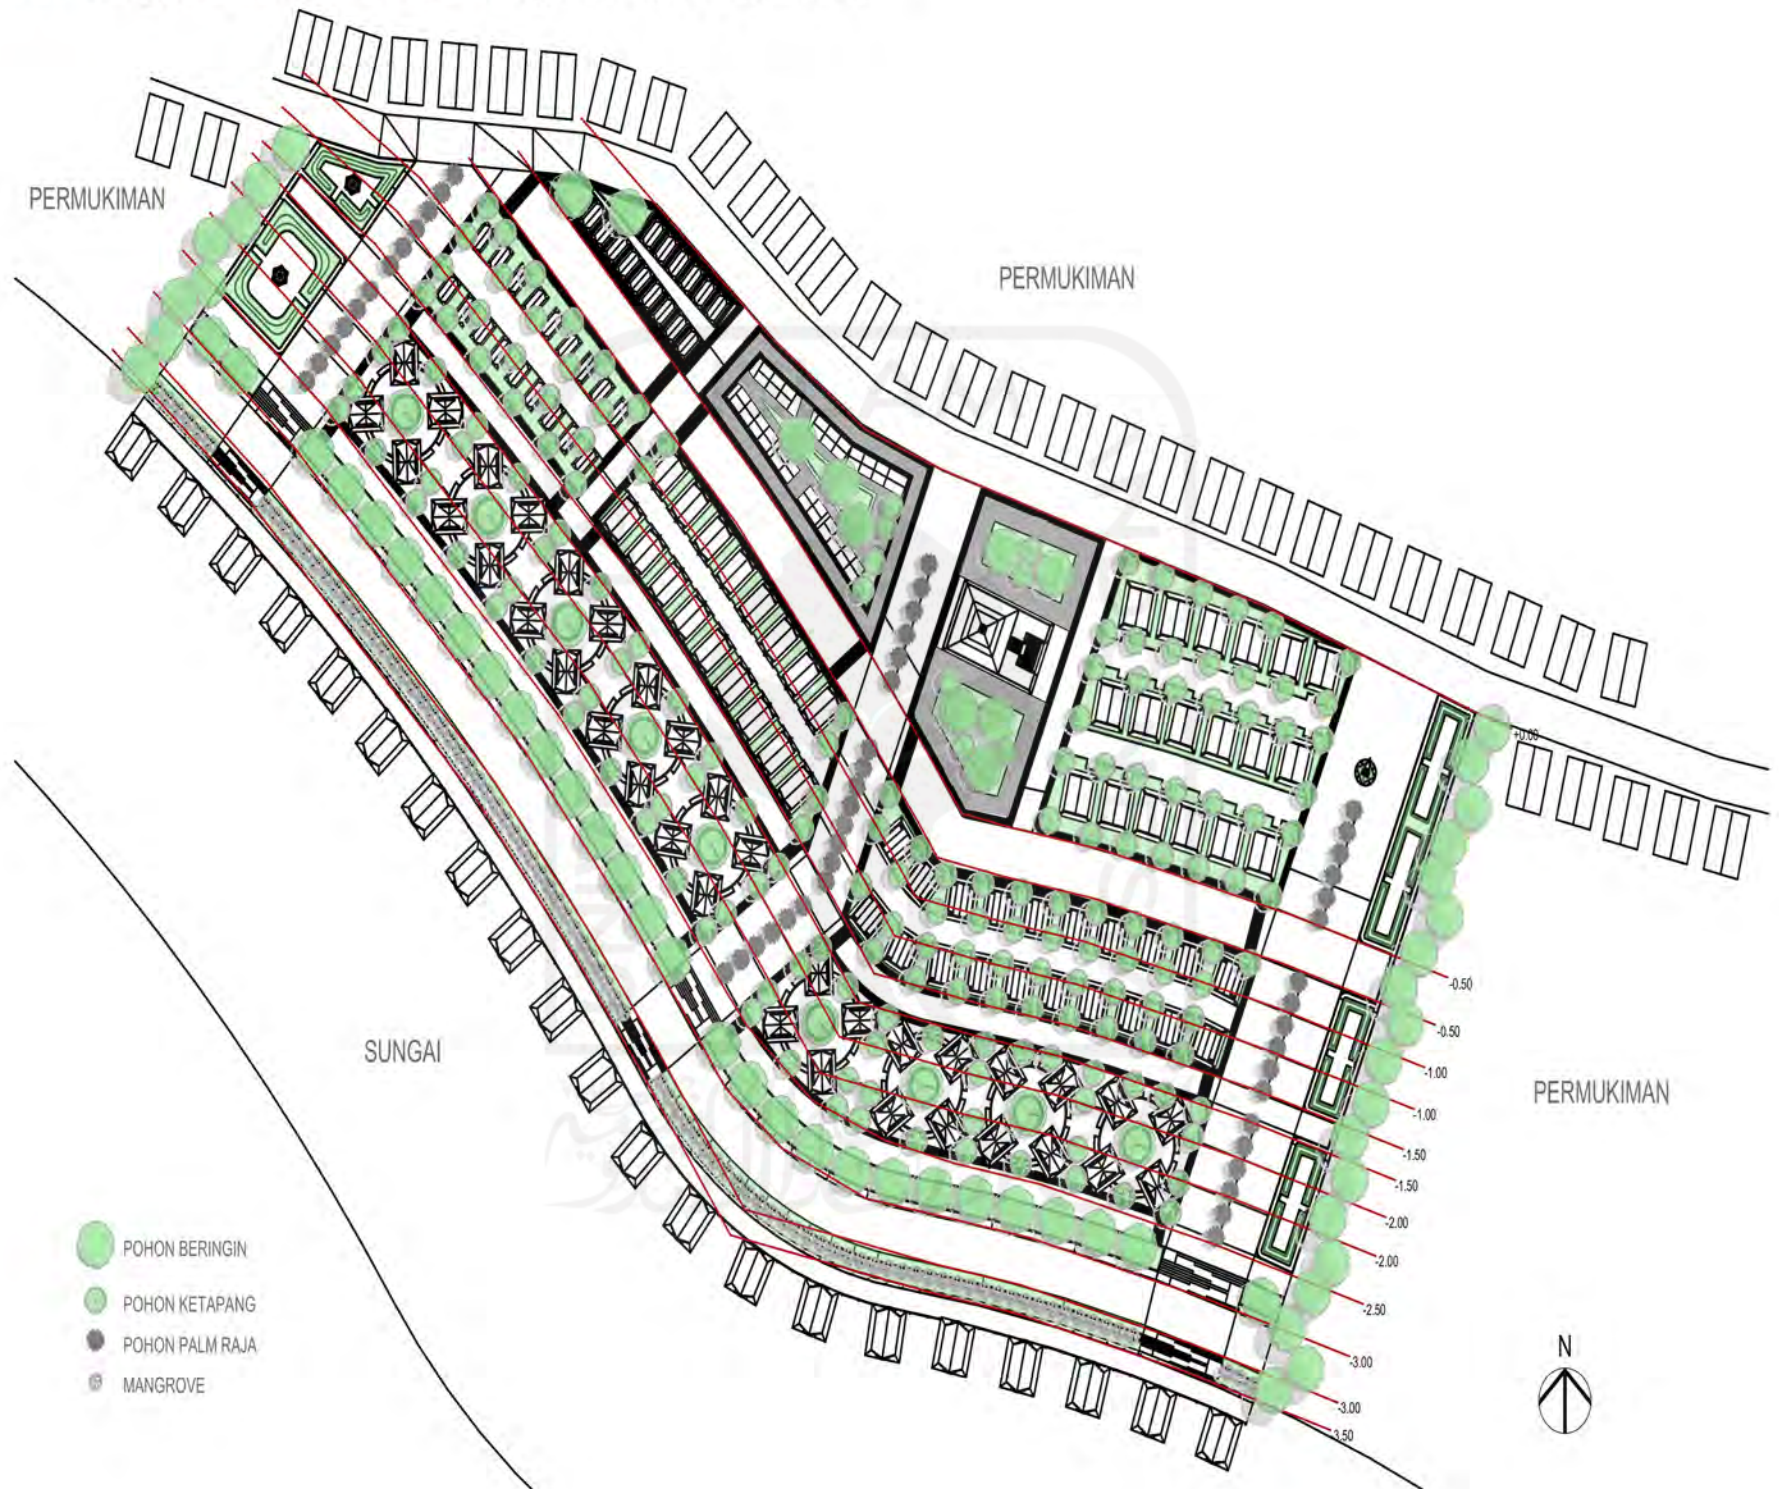 PERMUKIMAN
PERMUKIMAN
+0.00
-0.50
-0.50
-1.00
-1.00
-1.50
-1.50
-2.00
-2.00
-2.50
-3.00
-3.00
3.50
SUNGAI
PERMUKIMAN
POHON BERINGIN
POHON KETAPANG
POHON PALM RAJA
MANGROVE
N